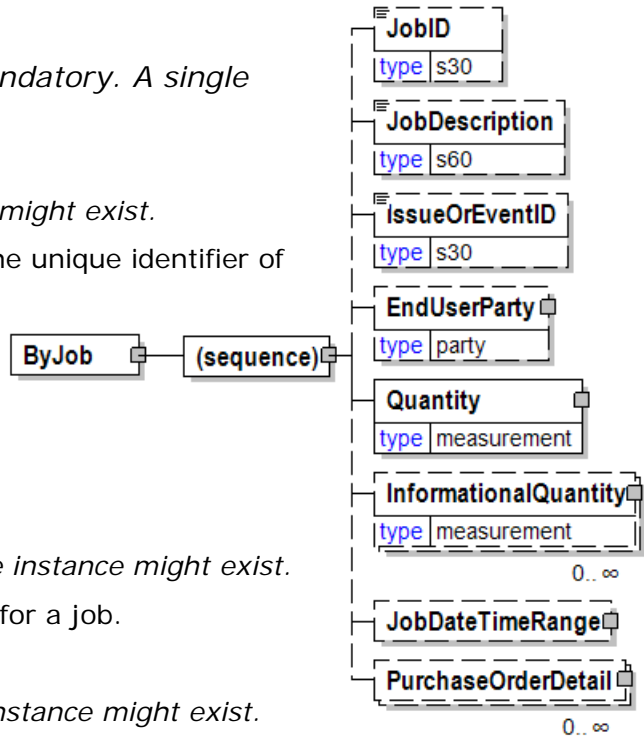 ndatory. A single
might exist.
he unique identifier of
e instance might exist.
for a job.
nstance might exist.
ByJob
(sequence)
JobID
type s30
JobDescription
type s60
IssueOrEventID
type s30
EndUserParty
type party
Quantity
type measurement
InformationalQuantity
type measurement
0.. ∞
JobDateTimeRange
PurchaseOrderDetail
0.. ∞